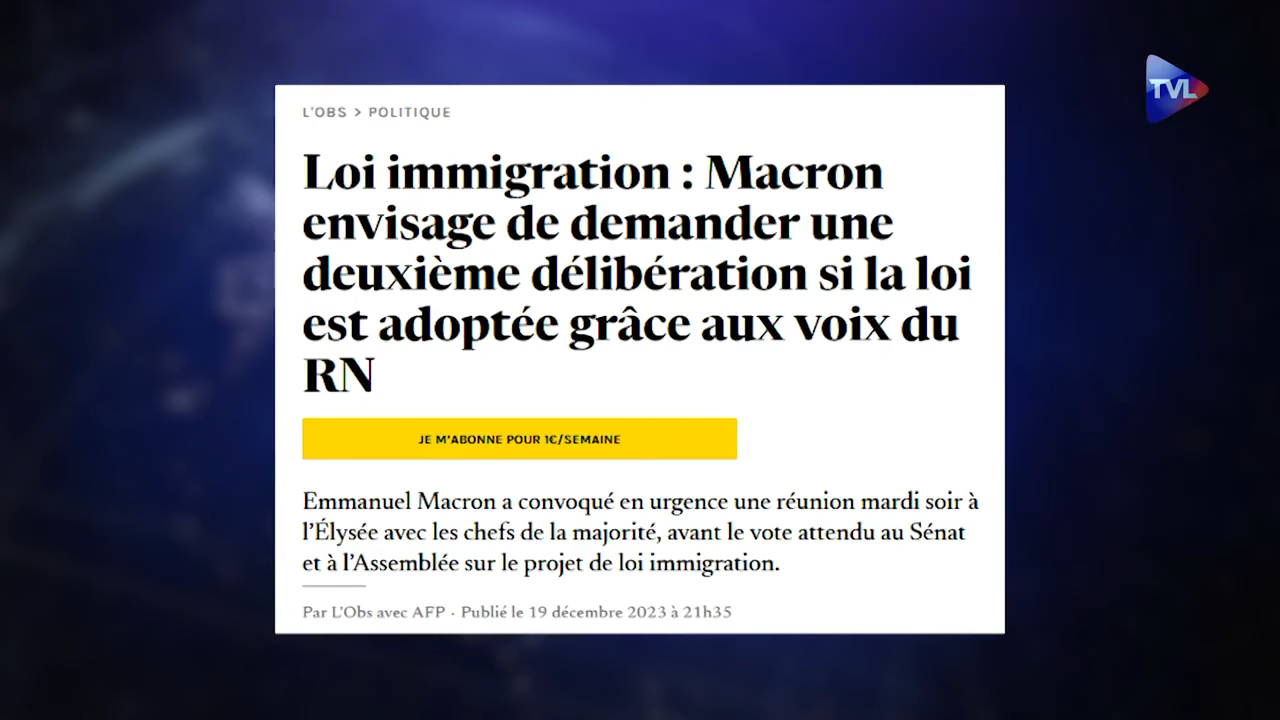 TVL
L'OBS > POLITIQUE
Loi immigration : Macron
envisage de demander une
deuxième délibération si la loi
est adoptée grâce aux voix du
RN
JE M'ABONNE POUR 1€/SEMAINE
Emmanuel Macron a convoqué en urgence une réunion mardi soir à
l'Élysée avec les chefs de la majorité, avant le vote attendu au Sénat
et à l'Assemblée sur le projet de loi immigration.
Par L'Obs avec AFP · Publié le 19 décembre 2023 à 21h35